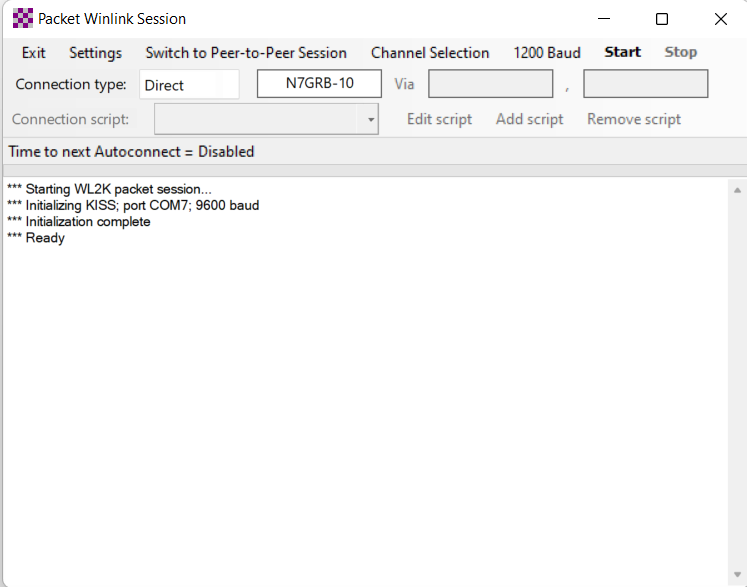 Packet Winlink Session
Exit Settings Switch to Peer-to-Peer Session Channel Selection 1200 Baud Start Stop
Connection type: Direct N7GRB-10 Via ,
Connection script: Edit script Add script Remove script
Time to next Autoconnect = Disabled
*** Starting WL2K packet session...
*** Initializing KISS; port COM7; 9600 baud
*** Initialization complete
*** Ready